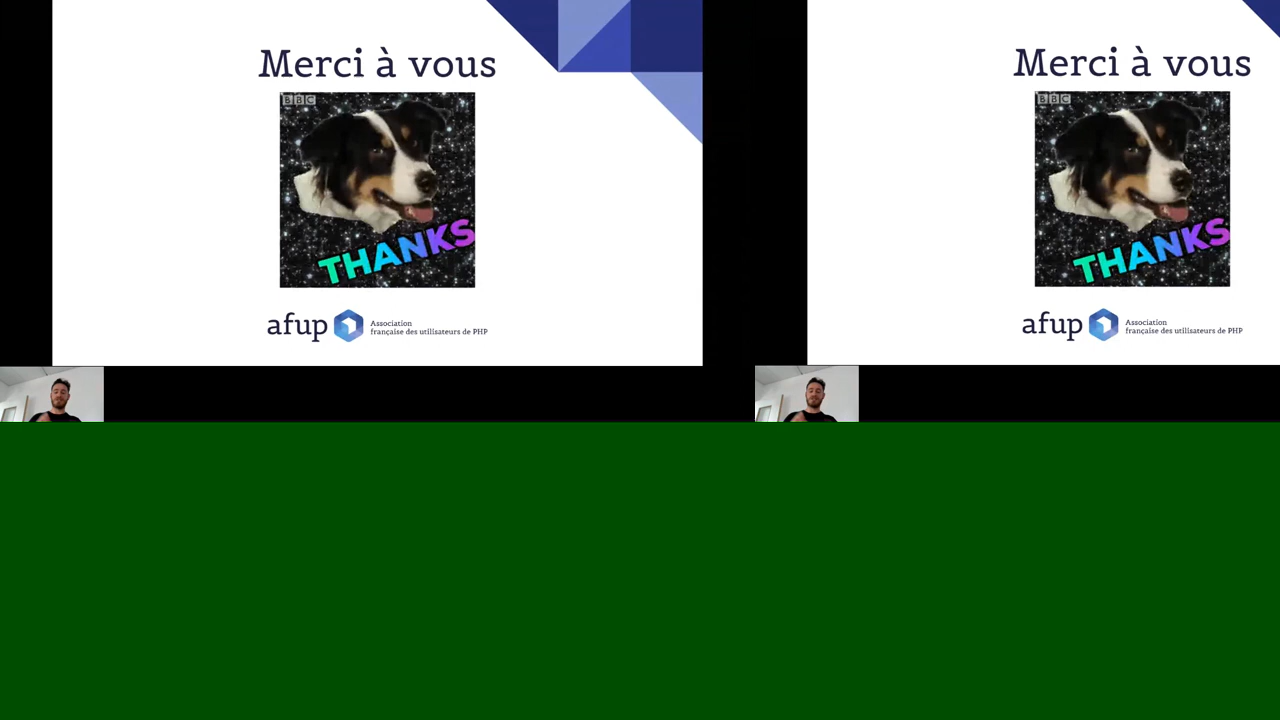 Merci à vous
BBC
THANKS
afup
Association
française des utilisateurs de PHP
Merci à vous
BBC
THANKS
afup
Association
française des utilisateurs de PHP